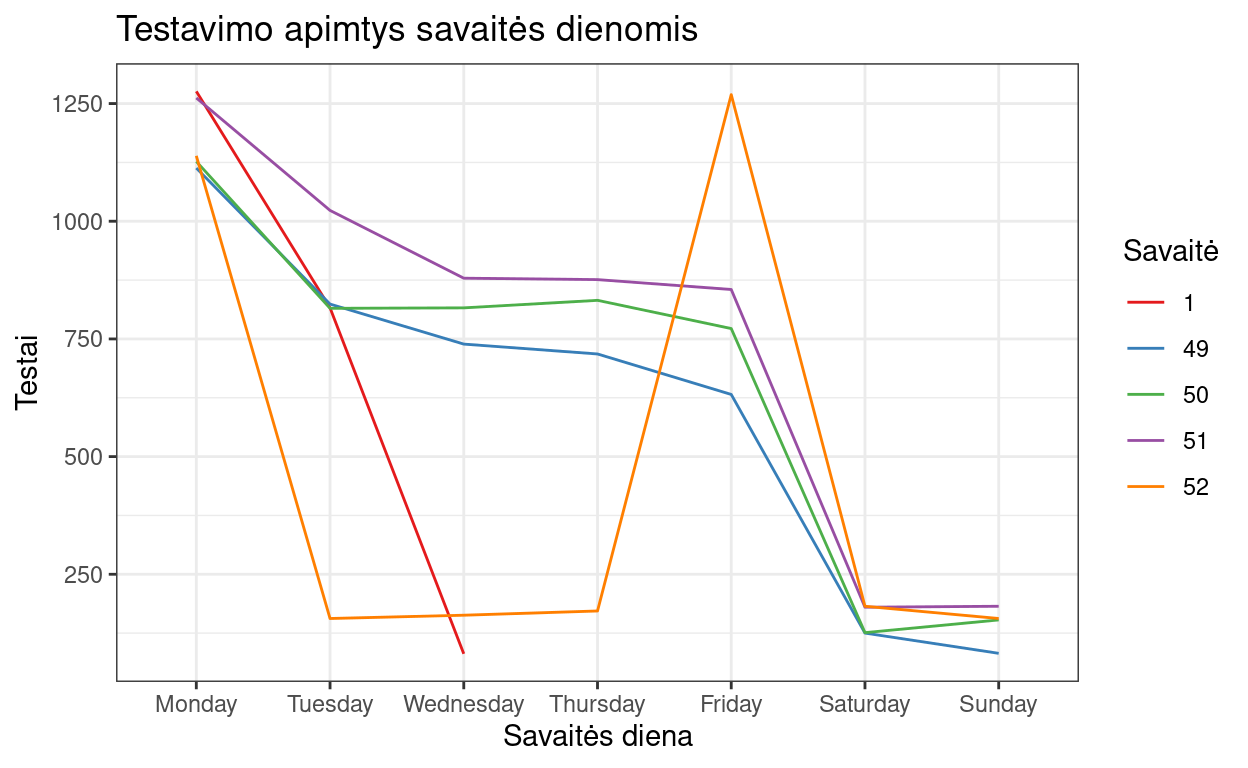 Testavimo apimtys savaitės dienomis
Testai
1250
1000
750
500
250
Monday Tuesday Wednesday Thursday Friday Saturday Sunday
Savaitės diena
Savaitė
1
49
50
51
52